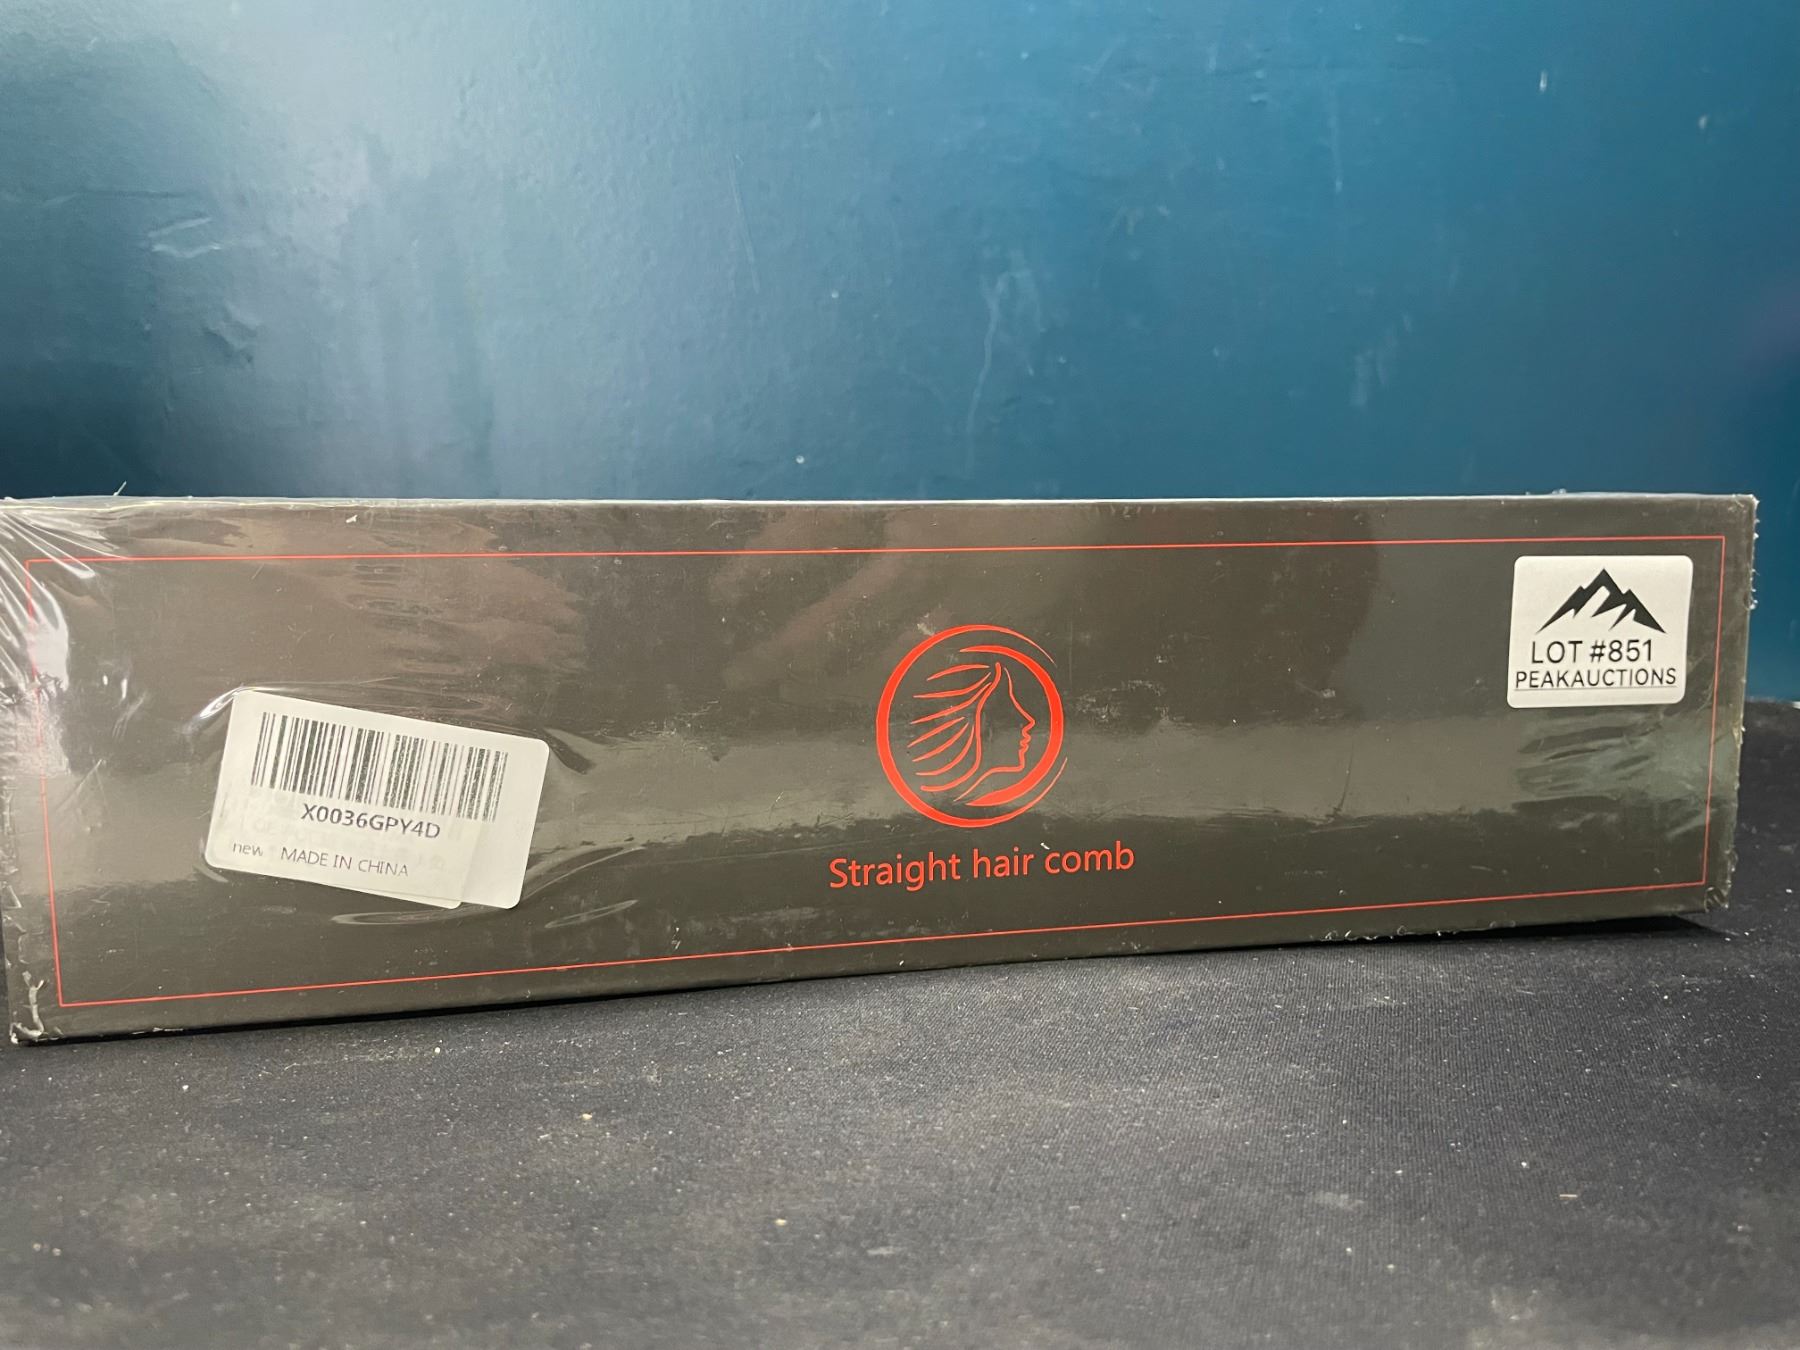 LOT #851
PEAKAUCTIONS
X0036GPY4D
new
MADE IN CHINA
Straight hair comb